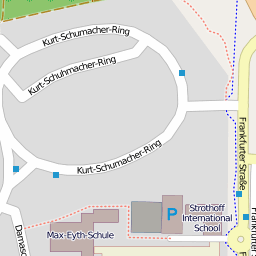 Kurt-Schumacher-Ring
Kurt-Schuhmacher-Ring
Frankfurter Straße
Kurt-Schumacher-Ring
Strothoff
International
School
P
Max-Eyth-Schule